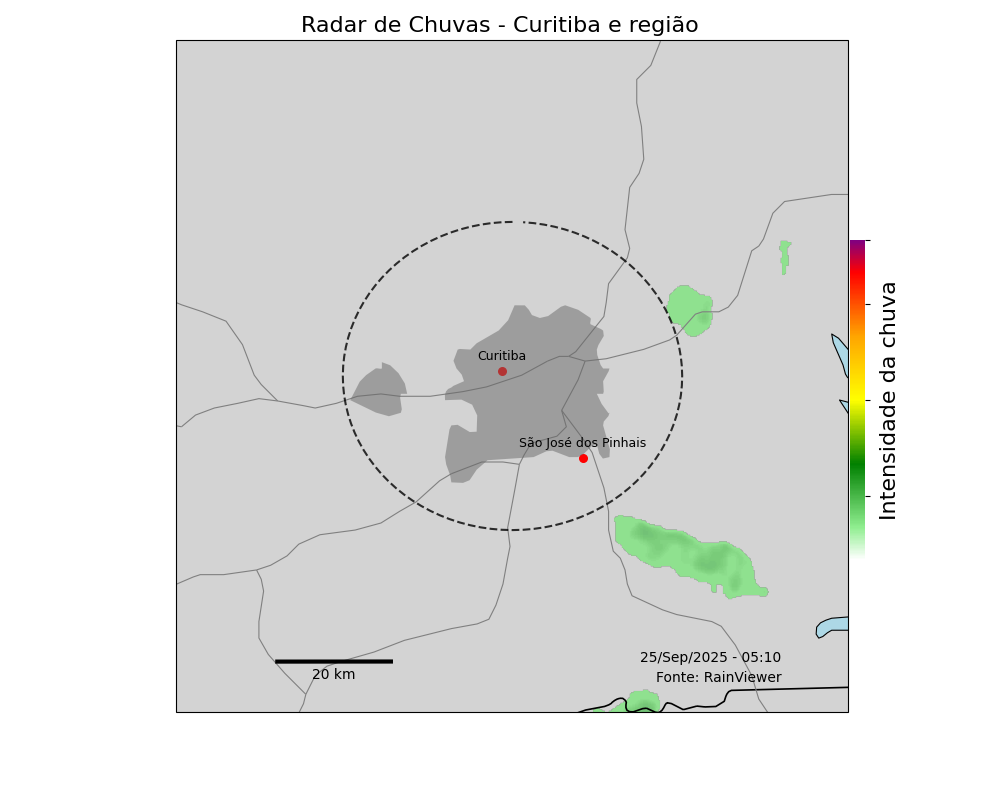 Radar de Chuvas - Curitiba e região
Curitiba
São José dos Pinhais
Intensidade da chuva
25/Sep/2025 - 05:10
20 km
Fonte: RainViewer